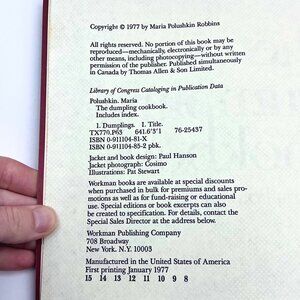 Copyright © 1977 by Maria Polushkin Robbins
All rights reserved. No portion of this book may be
reproduced—mechanically, electronically or by any
other means, including photocopying—without written
permission of the publisher. Published simultaneously
in Canada by Thomas Allen & Son Limited.
Library of Congress Cataloging in Publication Data
Polushkin, Maria
The dumpling cookbook.
Includes index.
1. Dumplings. 1. Title.
TX770.P63 641.6'3'1 76-25437
ISBN 0-911104-81-X
ISBN 0-911104-85-2 pbk.
Jacket and book design: Paul Hanson
Jacket photograph: Cosimo
Illustrations: Pat Stewart
Workman books are available at special discounts
when purchased in bulk for premiums and sales pro-
motions as well as for fund-raising or educational
use. Special editions or book excerpts can also
be created to specification. For details, contact the
Special Sales Director at the address below.
Workman Publishing Company
708 Broadway
New York, N.Y. 10003
Manufactured in the United States of America
First printing January 1977
15 14 13 12 11 10 9 8